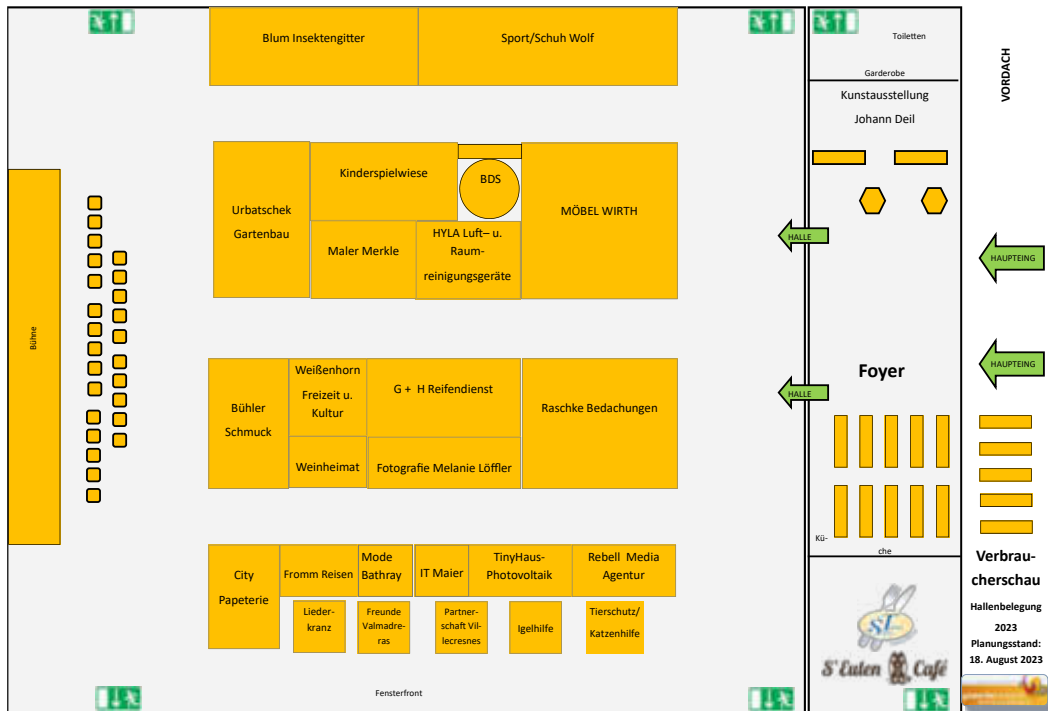 Blum Insektengitter
Sport/Schuh Wolf
Toiletten
Garderobe
VORDACH
Kunstausstellung
Johann Deil
Urbatschek
Gartenbau
Kinderspielwiese
BDS
MÖBEL WIRTH
Maler Merkle
HYLA Luft– u.
Raum-
reinigungsgeräte
HALLE
HAUPTEING
Bühne
HAUPTEING
Foyer
HALLE
Bühler
Schmuck
Weißenhorn
Freizeit u.
Kultur
G + H Reifendienst
Raschke Bedachungen
Weinheimat
Fotografie Melanie Löffler
Kü-
che
City
Papeterie
Fromm Reisen
Mode
Bathray
IT Maier
TinyHaus-
Photovoltaik
Rebell Media
Agentur
Lieder-
kranz
Freunde
Valmadre-
ras
Partner-
schaft Vil-
lecresnes
Igelhilfe
Tierschutz/
Katzenhilfe
Fensterfront
S'Eulen Café
Verbrau-
cherschau
Hallenbelegung
2023
Planungsstand:
18. August 2023